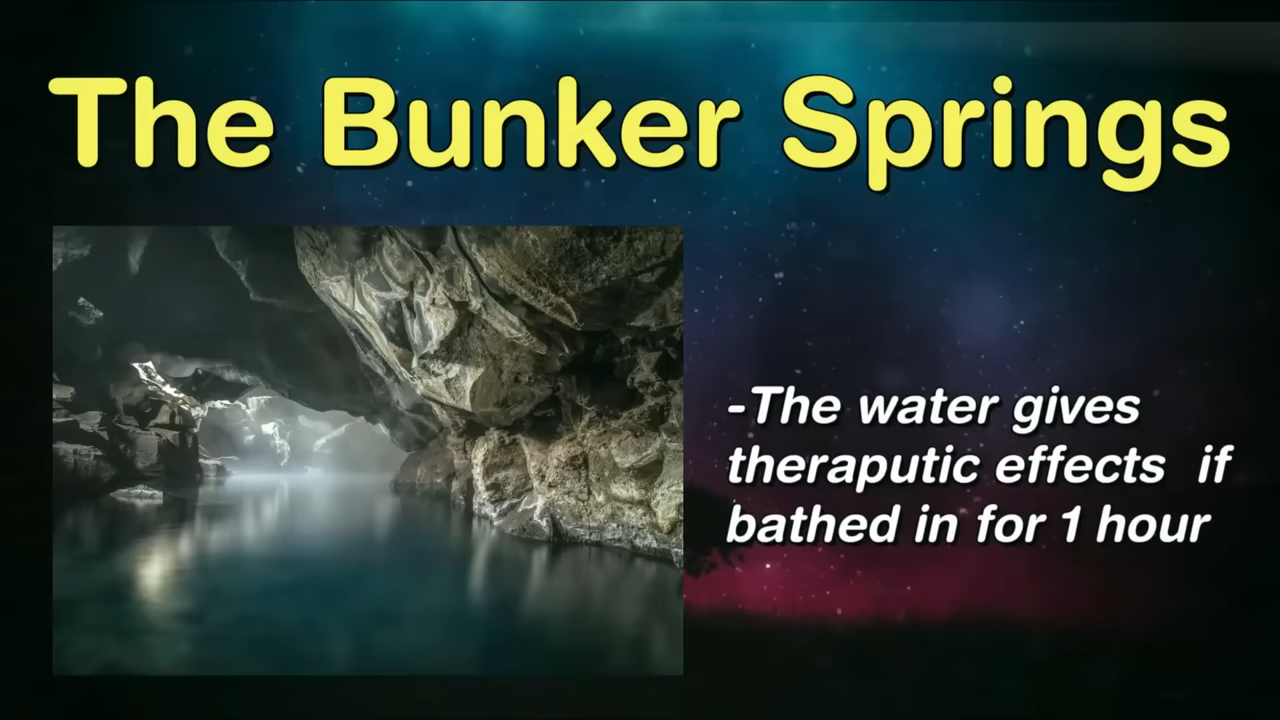 The Bunker Springs
-The water gives
theraputic effects  if
bathed in for 1 hour